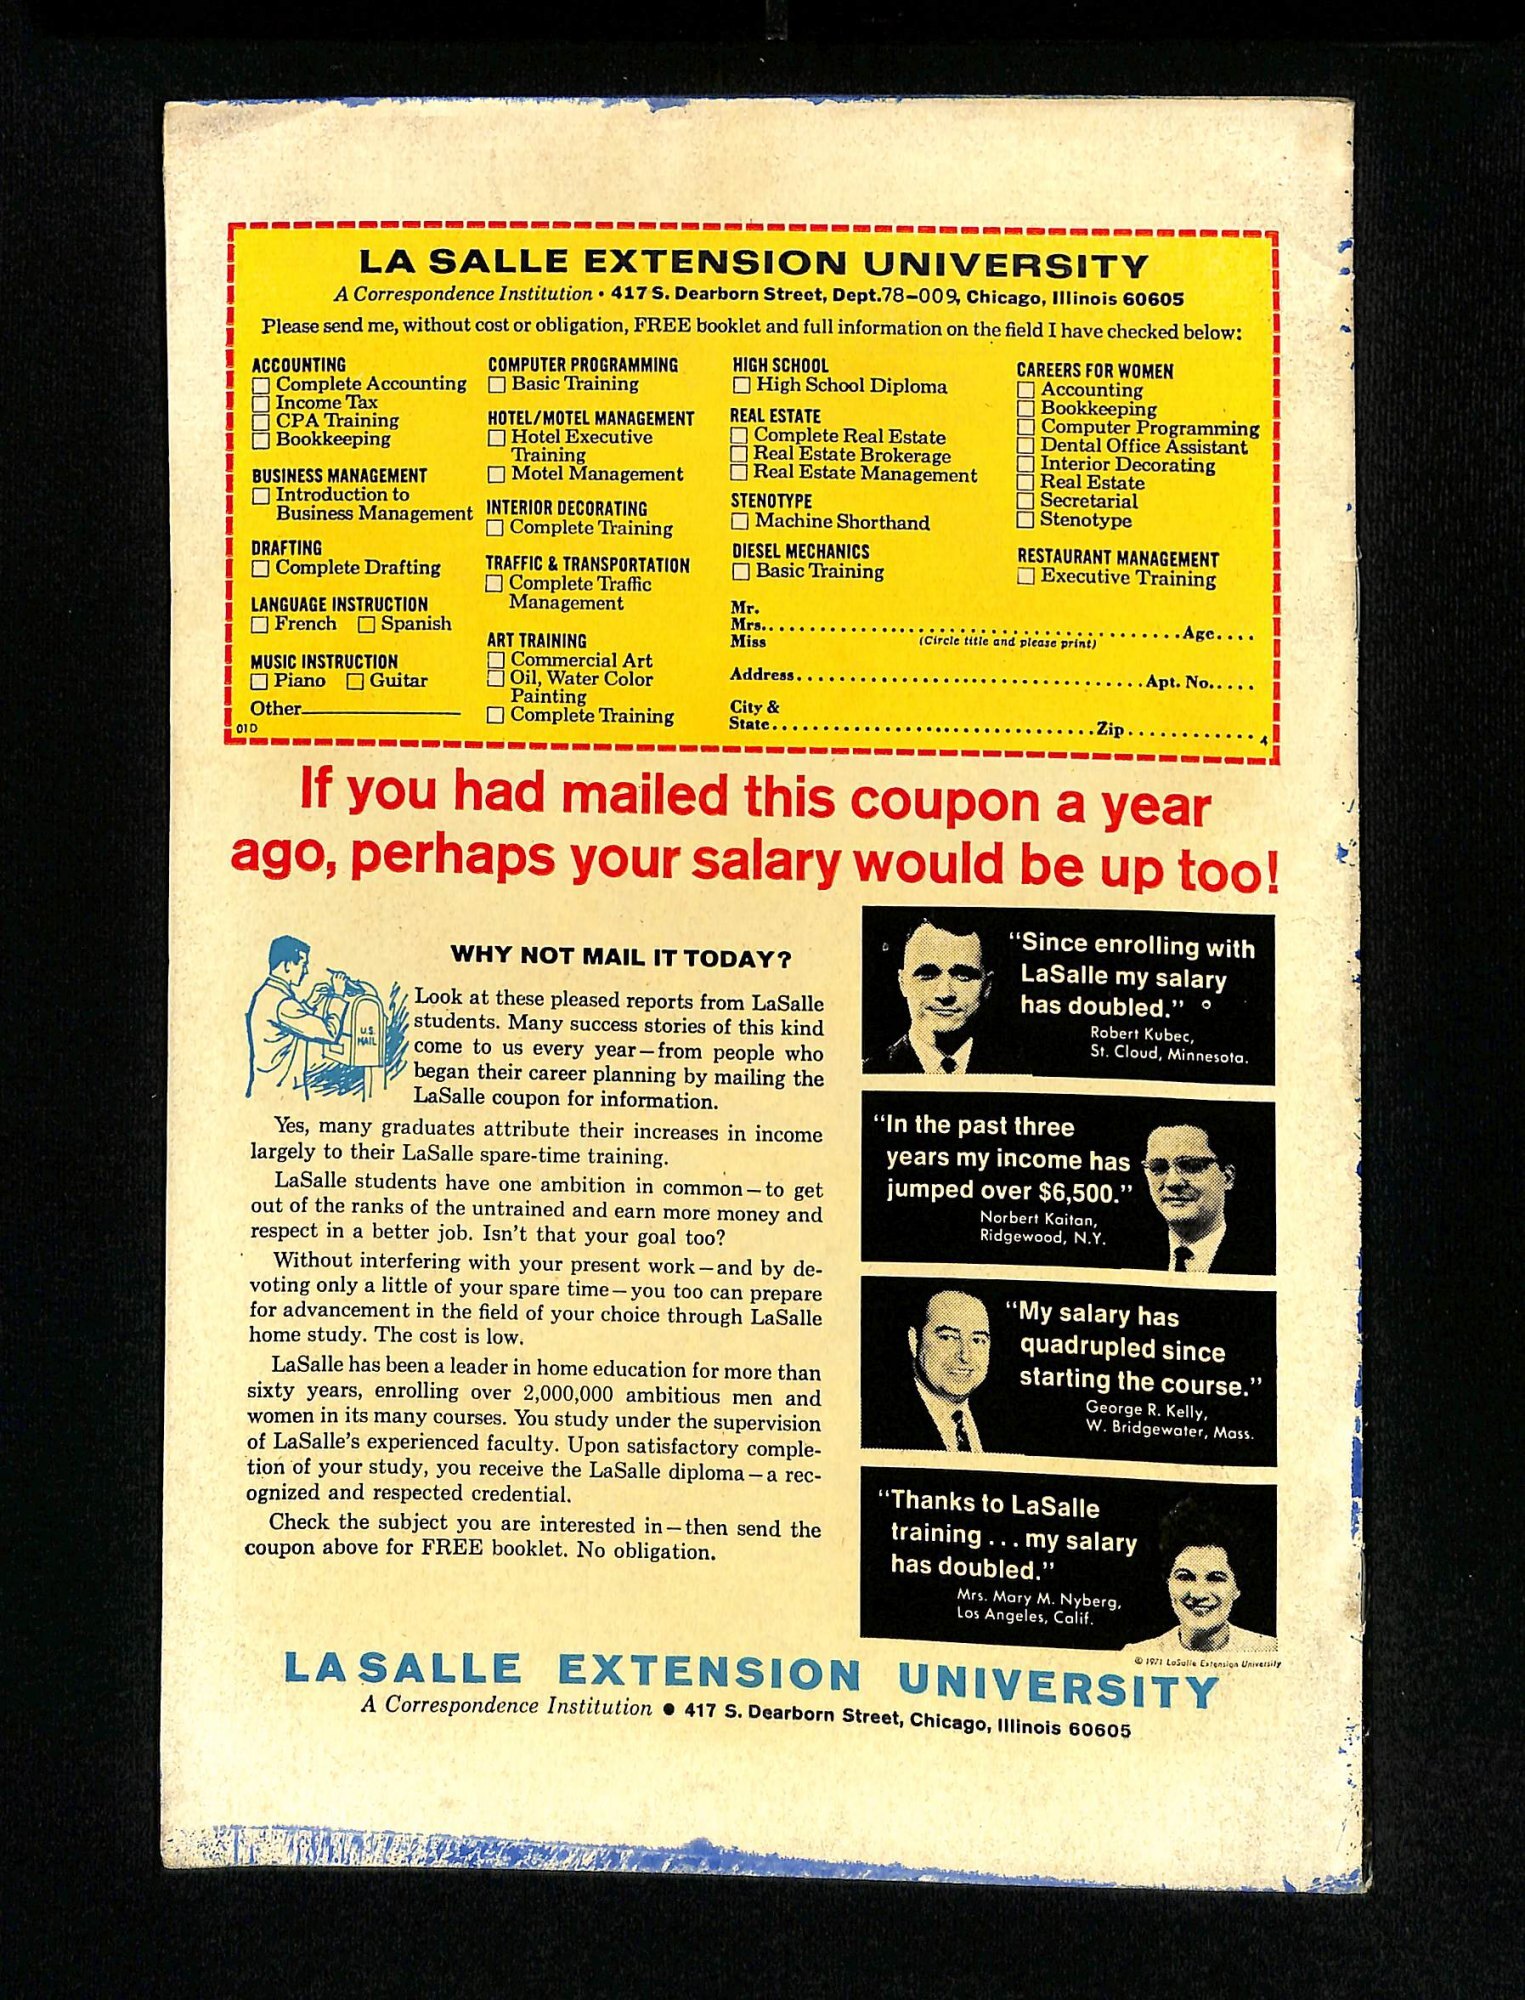 LA SALLE EXTENSION UNIVERSITY
A Correspondence Institution • 417 S. Dearborn Street, Dept.78-009, Chicago, Illinois 60605
Please send me, without cost or obligation, FREE booklet and full information on the field I have checked below:
ACCOUNTING
Complete Accounting
Income Tax
CPA Training
Bookkeeping
BUSINESS MANAGEMENT
Introduction to
Business Management
DRAFTING
Complete Drafting
LANGUAGE INSTRUCTION
French Spanish
MUSIC INSTRUCTION
Piano Guitar
Other
01D
COMPUTER PROGRAMMING
Basic Training
HOTEL/MOTEL MANAGEMENT
Hotel Executive
Training
Motel Management
INTERIOR DECORATING
Complete Training
TRAFFIC & TRANSPORTATION
Complete Traffic
Management
ART TRAINING
Commercial Art
Oil, Water Color
Painting
Complete Training
HIGH SCHOOL
High School Diploma
REAL ESTATE
Complete Real Estate
Real Estate Brokerage
Real Estate Management
STENOTYPE
Machine Shorthand
DIESEL MECHANICS
Basic Training
CAREERS FOR WOMEN
Accounting
Bookkeeping
Computer Programming
Dental Office Assistant
Interior Decorating
Real Estate
Secretarial
Stenotype
RESTAURANT MANAGEMENT
Executive Training
Mr.
Mrs. Age
Miss (Circle title and please print)
Address Apt. No.
City &
State Zip
4
If you had mailed this coupon a year
ago, perhaps your salary would be up too!
WHY NOT MAIL IT TODAY?
U.S.
MAIL
Look at these pleased reports from LaSalle
students. Many success stories of this kind
come to us every year—from people who
began their career planning by mailing the
LaSalle coupon for information.
Yes, many graduates attribute their increases in income
largely to their LaSalle spare-time training.
LaSalle students have one ambition in common—to get
out of the ranks of the untrained and earn more money and
respect in a better job. Isn't that your goal too?
Without interfering with your present work—and by de-
voting only a little of your spare time—you too can prepare
for advancement in the field of your choice through LaSalle
home study. The cost is low.
LaSalle has been a leader in home education for more than
sixty years, enrolling over 2,000,000 ambitious men and
women in its many courses. You study under the supervision
of LaSalle's experienced faculty. Upon satisfactory comple-
tion of your study, you receive the LaSalle diploma—a rec-
ognized and respected credential.
Check the subject you are interested in—then send the
coupon above for FREE booklet. No obligation.
"Since enrolling with
LaSalle my salary
has doubled."
Robert Kubec,
St. Cloud, Minnesota.
"In the past three
years my income has
jumped over $6,500."
Norbert Kaitan,
Ridgewood, N.Y.
"My salary has
quadrupled since
starting the course."
George R. Kelly,
W. Bridgewater, Mass.
"Thanks to LaSalle
training ... my salary
has doubled."
Mrs. Mary M. Nyberg,
Los Angeles, Calif.
© 1971 LaSalle Extension University
LASALLE EXTENSION UNIVERSITY
A Correspondence Institution • 417 S. Dearborn Street, Chicago, Illinois 60605